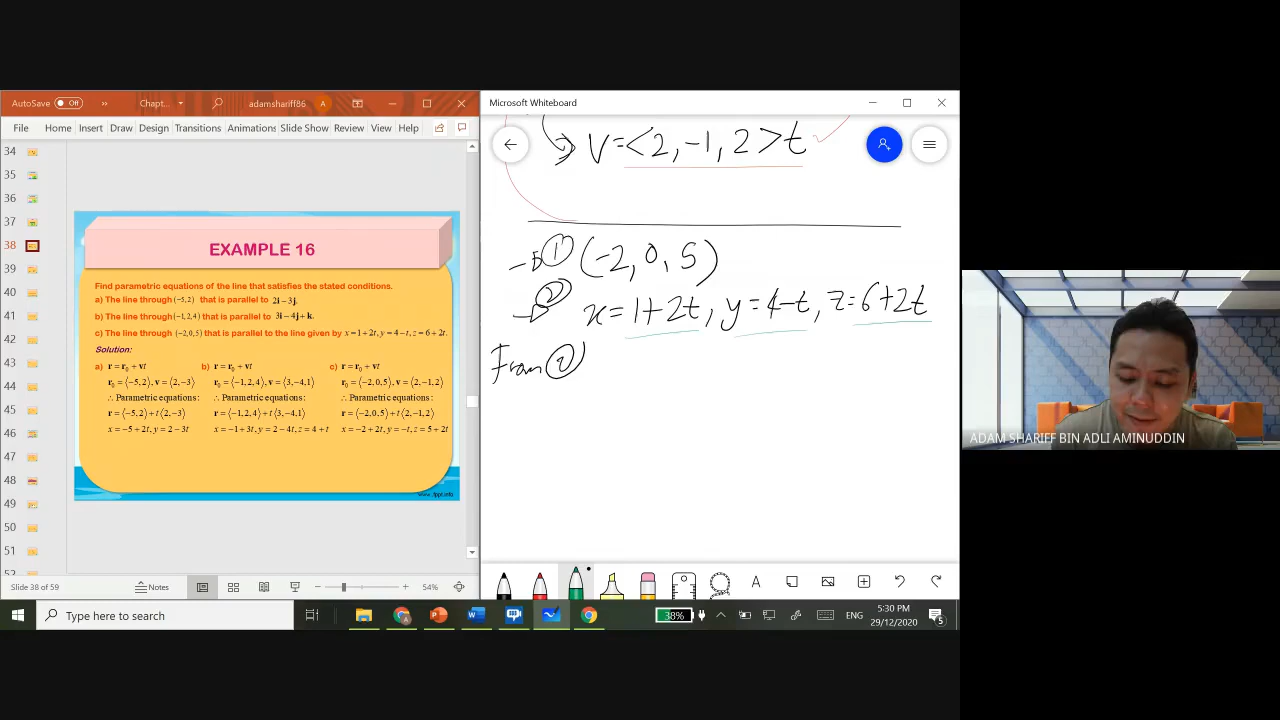 AutoSave Off
Chapt...
adamshariff86
A
File Home Insert Draw Design Transitions Animations Slide Show Review View Help
34
35
36
37
38
39
40
41
42
43
44
45
46
47
48
49
50
51
52
EXAMPLE 16
Find parametric equations of the line that satisfies the stated conditions.
a) The line through (−5,2) that is parallel to 2i − 3j.
b) The line through (−1,2,4) that is parallel to 3i − 4j + k.
c) The line through (−2,0,5) that is parallel to the line given by x = 1 + 2t, y = 4 − t, z = 6 + 2t.
Solution:
a) r = r₀ + vt
r₀ = ⟨−5,2⟩, v = ⟨2,−3⟩
∴ Parametric equations:
r = ⟨−5,2⟩ + t⟨2,−3⟩
x = −5 + 2t, y = 2 − 3t
b) r = r₀ + vt
r₀ = ⟨−1,2,4⟩, v = ⟨3,−4,1⟩
∴ Parametric equations:
r = ⟨−1,2,4⟩ + t⟨3,−4,1⟩
x = −1 + 3t, y = 2 − 4t, z = 4 + t
c) r = r₀ + vt
r₀ = ⟨−2,0,5⟩, v = ⟨2,−1,2⟩
∴ Parametric equations:
r = ⟨−2,0,5⟩ + t⟨2,−1,2⟩
x = −2 + 2t, y = −t, z = 5 + 2t
www.fppt.info
Slide 38 of 59
Notes
54%
Microsoft Whiteboard
V = <2, −1, 2>t
① (−2, 0, 5)
② x = 1+2t, y = 4−t, z = 6+2t
From ②
A
ADAM SHARIFF BIN ADLI AMINUDDIN
Type here to search
38%
ENG
5:30 PM
29/12/2020
5